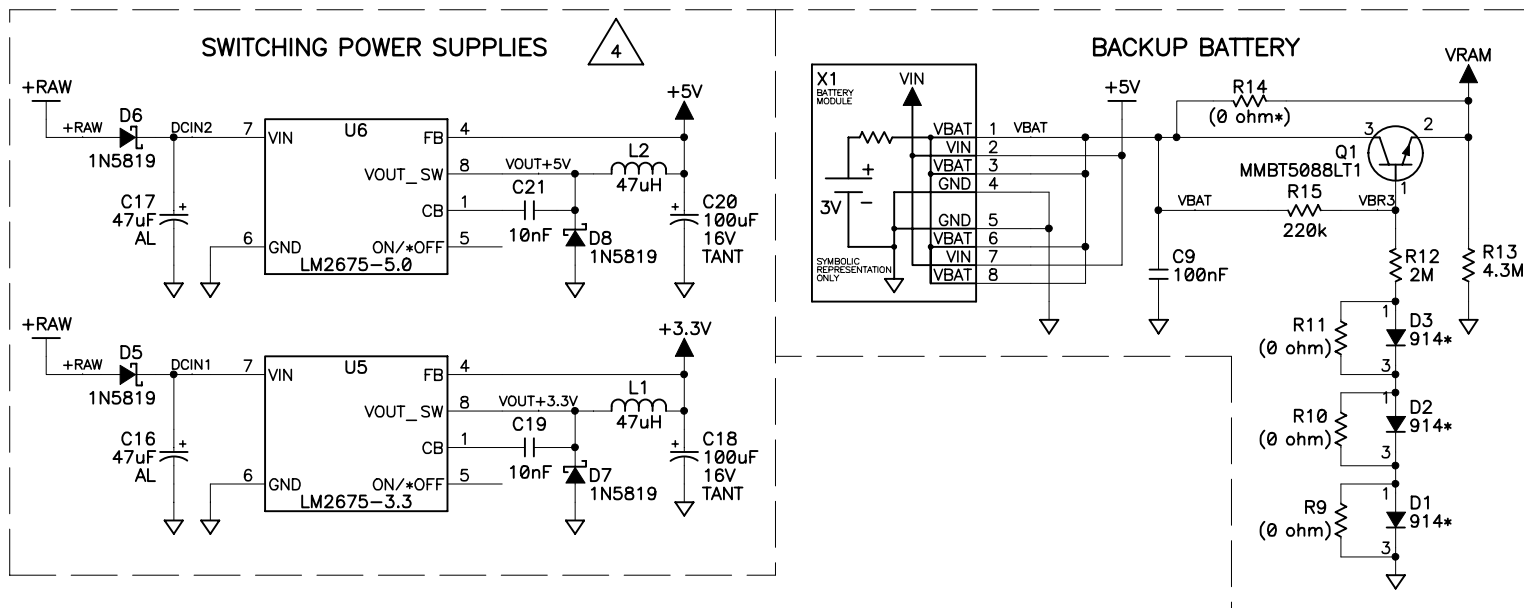 SWITCHING POWER SUPPLIES
4
+RAW
+RAW
D6
1N5819
DCIN2
7
VIN
U6
FB
4
+5V
VOUT_SW
8
VOUT+5V
L2
47uH
C21
CB
1
10nF
C17
47uF
AL
6
GND
ON/*OFF
5
LM2675-5.0
D8
1N5819
+
C20
100uF
16V
TANT
+
+RAW
+RAW
D5
1N5819
DCIN1
7
VIN
U5
FB
4
+3.3V
VOUT_SW
8
VOUT+3.3V
L1
47uH
C19
CB
1
10nF
C16
47uF
AL
+
6
GND
ON/*OFF
5
LM2675-3.3
D7
1N5819
+
C18
100uF
16V
TANT
BACKUP BATTERY
X1
BATTERY
MODULE
VIN
+
3V
−
SYMBOLIC
REPRESENTATION
ONLY
VBAT 1 VBAT
VIN 2
VBAT 3
GND 4
GND 5
VBAT 6
VIN 7
VBAT 8
+5V
R14
(0 ohm*)
VRAM
3
2
Q1
MMBT5088LT1
1
VBAT
R15
220k
VBR3
C9
100nF
R12
2M
R13
4.3M
R11
(0 ohm)
1
D3
914*
3
R10
(0 ohm)
1
D2
914*
3
R9
(0 ohm)
1
D1
914*
3